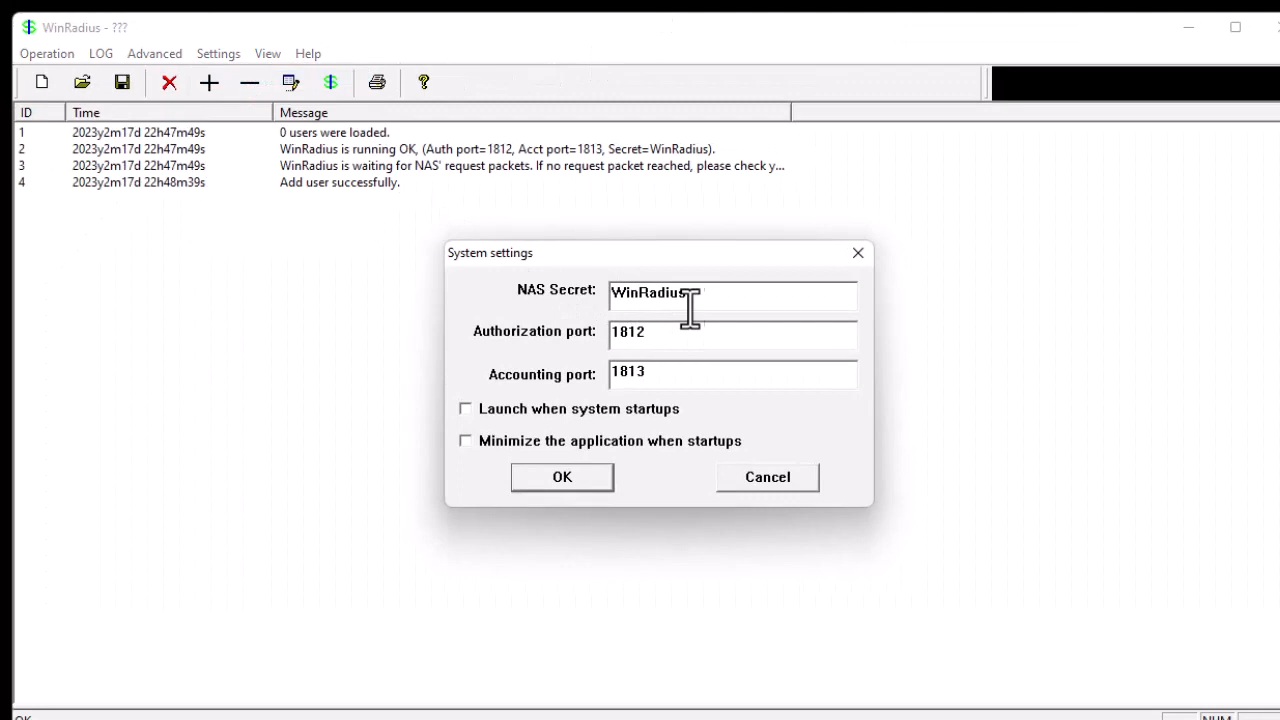 WinRadius - ???
Operation LOG Advanced Settings View Help
ID Time Message
1 2023y2m17d 22h47m49s 0 users were loaded.
2 2023y2m17d 22h47m49s WinRadius is running OK, (Auth port=1812, Acct port=1813, Secret=WinRadius).
3 2023y2m17d 22h47m49s WinRadius is waiting for NAS' request packets. If no request packet reached, please check y...
4 2023y2m17d 22h48m39s Add user successfully.
System settings
NAS Secret: WinRadius
Authorization port: 1812
Accounting port: 1813
Launch when system startups
Minimize the application when startups
OK Cancel
OK NUM